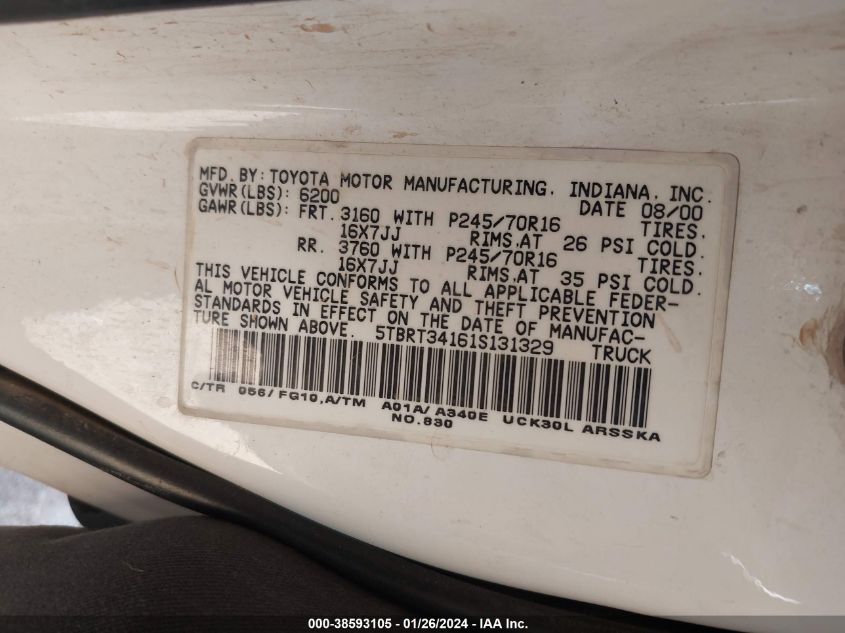 MFD. BY: TOYOTA MOTOR MANUFACTURING, INDIANA, INC.
GVWR(LBS): 6200 DATE 08/00
GAWR(LBS): FRT. 3160 WITH P245/70R16 TIRES.
16X7JJ RIMS.AT 26 PSI COLD.
RR. 3760 WITH P245/70R16 TIRES.
16X7JJ RIMS.AT 35 PSI COLD.
THIS VEHICLE CONFORMS TO ALL APPLICABLE FEDER-
AL MOTOR VEHICLE SAFETY AND THEFT PREVENTION
STANDARDS IN EFFECT ON THE DATE OF MANUFAC-
TURE SHOWN ABOVE. 5TBRT34161S131329 TRUCK
C/TR 056/FG10,A/TM A01A/A340E UCK30L ARSSKA
NO.830
000-38593105 - 01/26/2024 - IAA Inc.